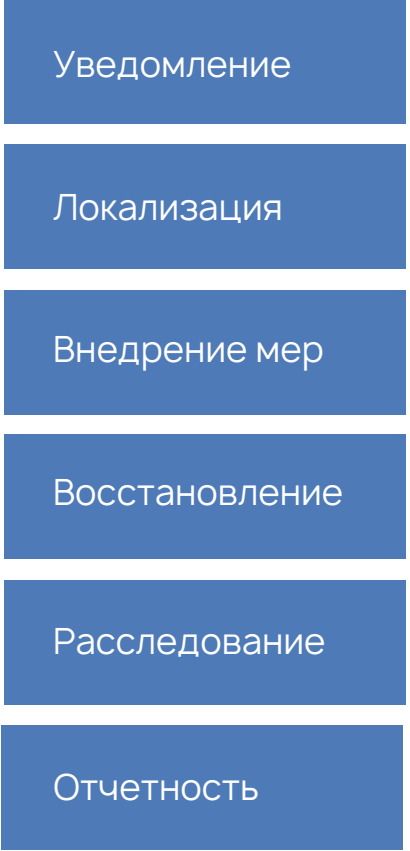 Уведомление
Локализация
Внедрение мер
Восстановление
Расследование
Отчетность